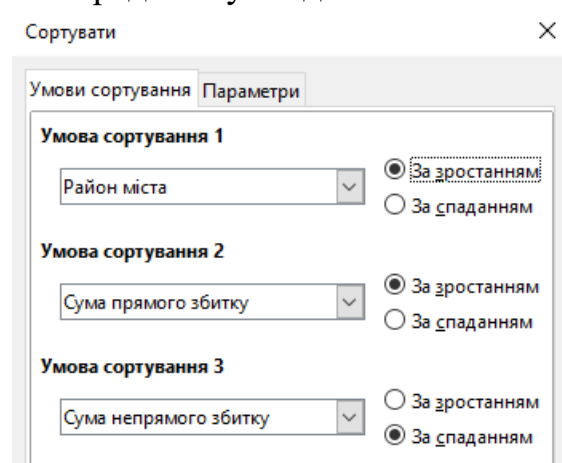 Сортувати
Умови сортування Параметри
Умова сортування 1
Район міста
За зростанням
За спаданням
Умова сортування 2
Сума прямого збитку
За зростанням
За спаданням
Умова сортування 3
Сума непрямого збитку
За зростанням
За спаданням